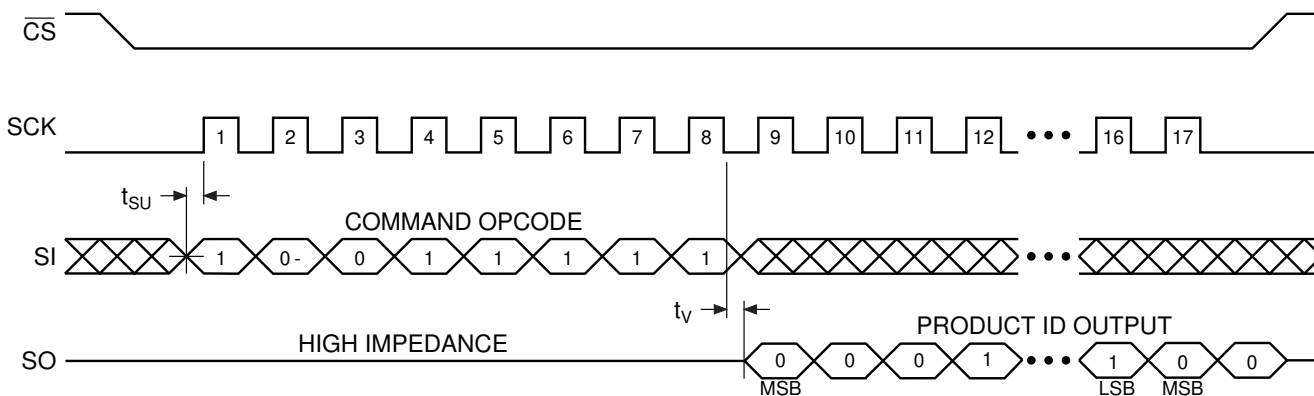 CS
SCK 1 2 3 4 5 6 7 8 9 10 11 12 16 17
tSU
COMMAND OPCODE
SI 1 0 - 0 1 1 1 1 1
tV
HIGH IMPEDANCE
PRODUCT ID OUTPUT
SO 0 0 0 1 1 0 0
MSB LSB MSB